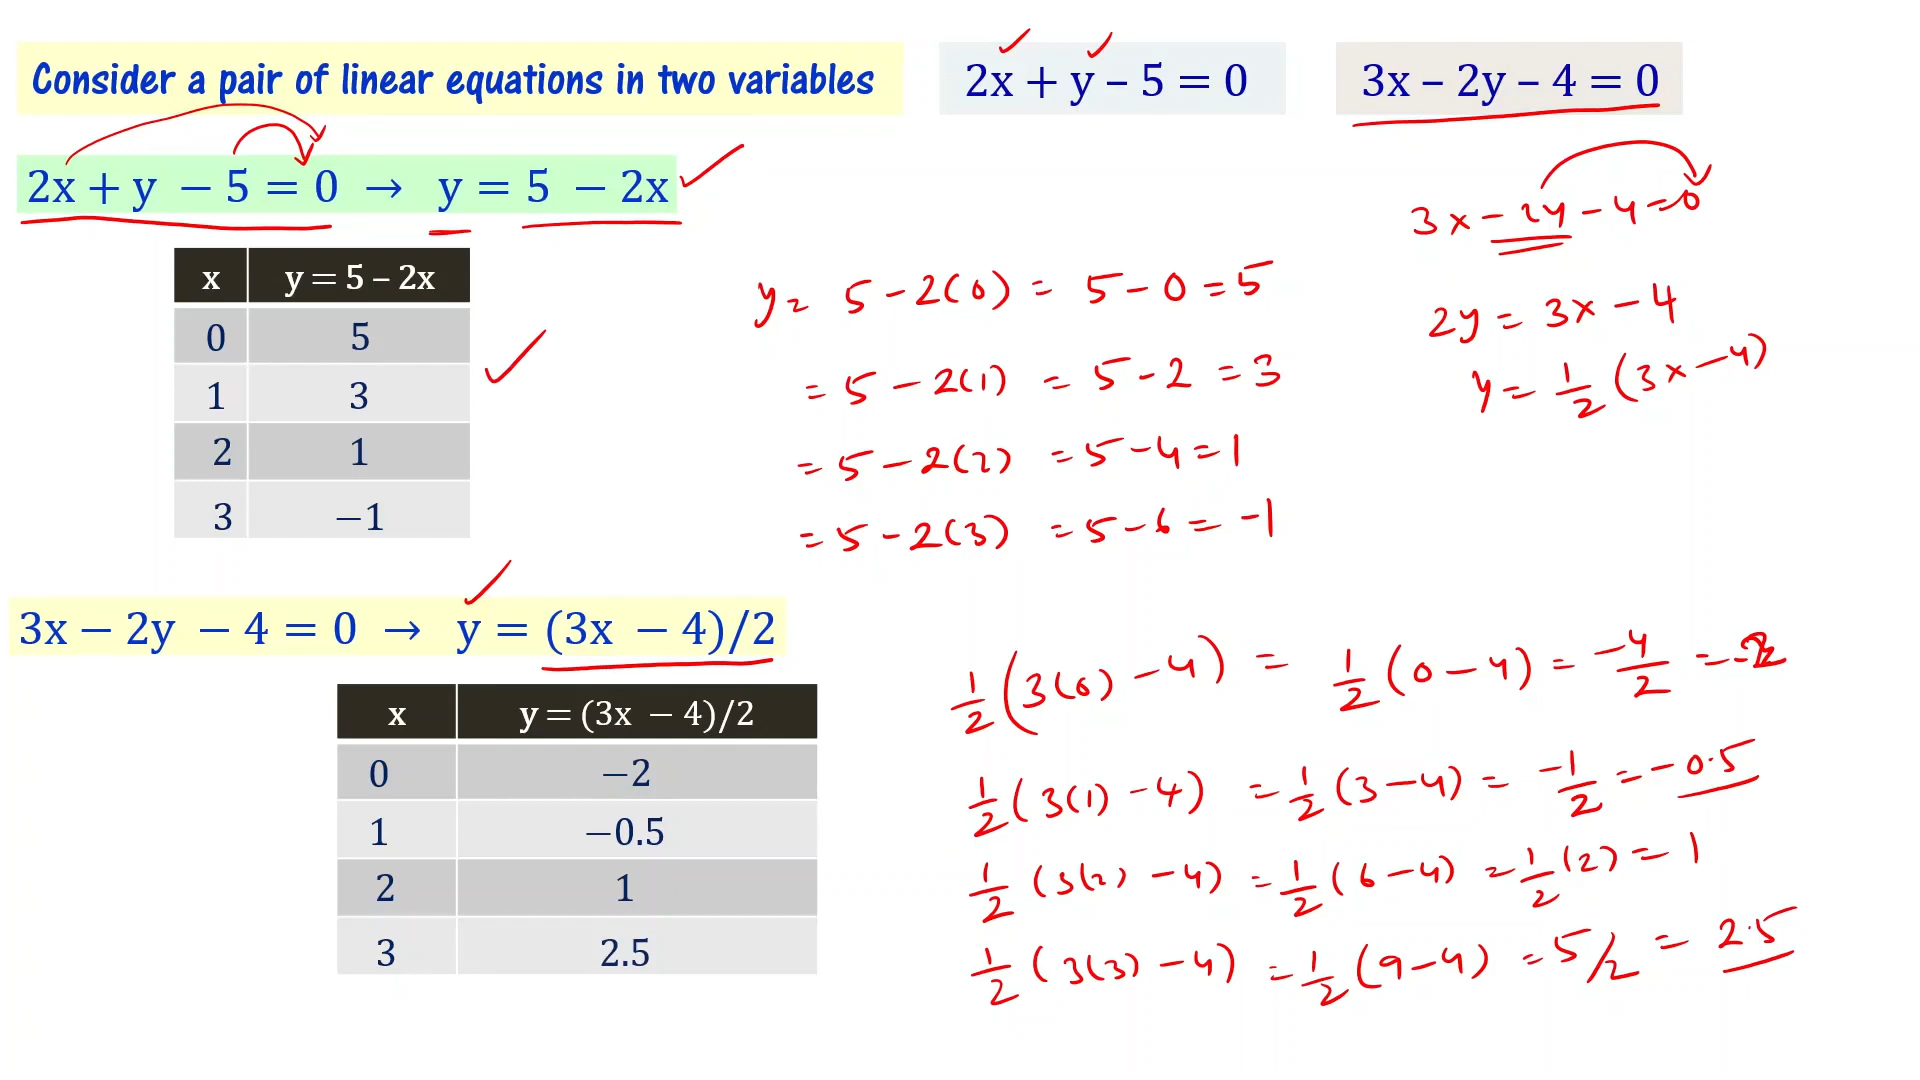 Consider a pair of linear equations in two variables
2x + y – 5 = 0
3x – 2y – 4 = 0
2x + y − 5 = 0 → y = 5 − 2x
x | y = 5 – 2x
0 | 5
1 | 3
2 | 1
3 | −1
y = 5 - 2(0) = 5 - 0 = 5
= 5 - 2(1) = 5 - 2 = 3
= 5 - 2(2) = 5 - 4 = 1
= 5 - 2(3) = 5 - 6 = -1
3x - 2y - 4 = 0
2y = 3x - 4
y = 1/2 (3x - 4)
3x − 2y − 4 = 0 → y = (3x − 4)/2
x | y = (3x − 4)/2
0 | −2
1 | −0.5
2 | 1
3 | 2.5
1/2 (3(0) - 4) = 1/2 (0 - 4) = -4/2 = -2
1/2 (3(1) - 4) = 1/2 (3 - 4) = -1/2 = -0.5
1/2 (3(2) - 4) = 1/2 (6 - 4) = 1/2 (2) = 1
1/2 (3(3) - 4) = 1/2 (9 - 4) = 5/2 = 2.5